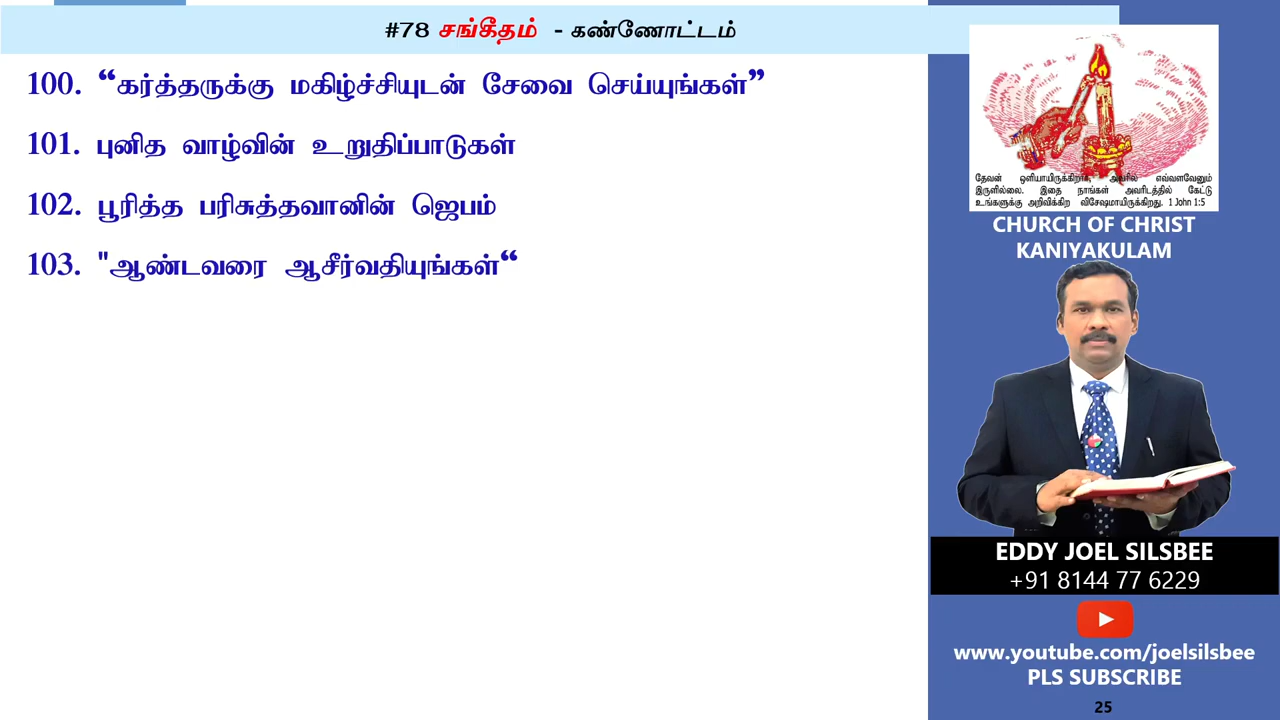 #78 சங்கீதம் - கண்ணோட்டம்
100. “கர்த்தருக்கு மகிழ்ச்சியுடன் சேவை செய்யுங்கள்”
101. புனித வாழ்வின் உறுதிப்பாடுகள்
102. பூரித்த பரிசுத்தவானின் ஜெபம்
103. "ஆண்டவரை ஆசீர்வதியுங்கள்“
தேவன் ஒளியாயிருக்கிறார், அவரில் எவ்வளவேனும்
இருளில்லை. இதை நாங்கள் அவரிடத்தில் கேட்டு
உங்களுக்கு அறிவிக்கிற விசேஷமாயிருக்கிறது. 1 John 1:5
CHURCH OF CHRIST
KANIYAKULAM
EDDY JOEL SILSBEE
+91 8144 77 6229
www.youtube.com/joelsilsbee
PLS SUBSCRIBE
25